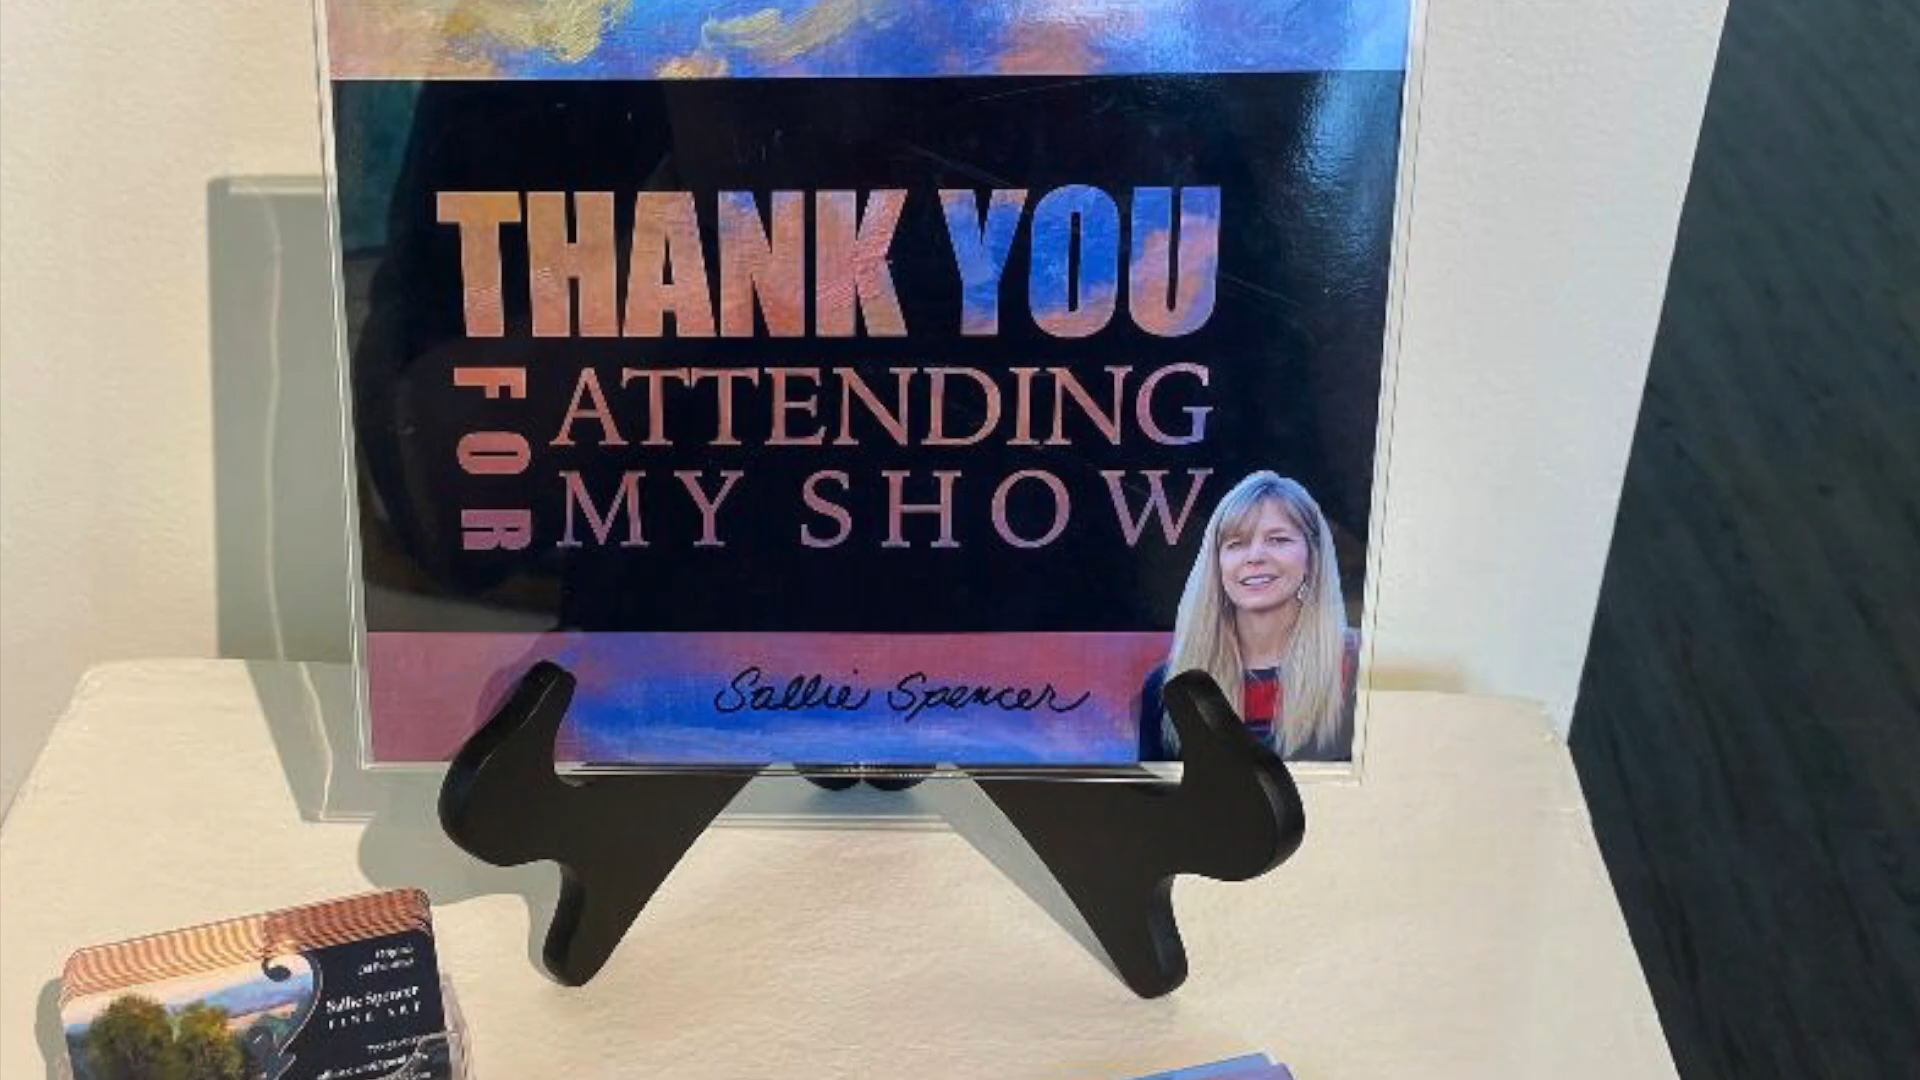 THANK YOU
FOR
ATTENDING
MY SHOW
Sallie Spencer
Sallie Spencer
FINE ART